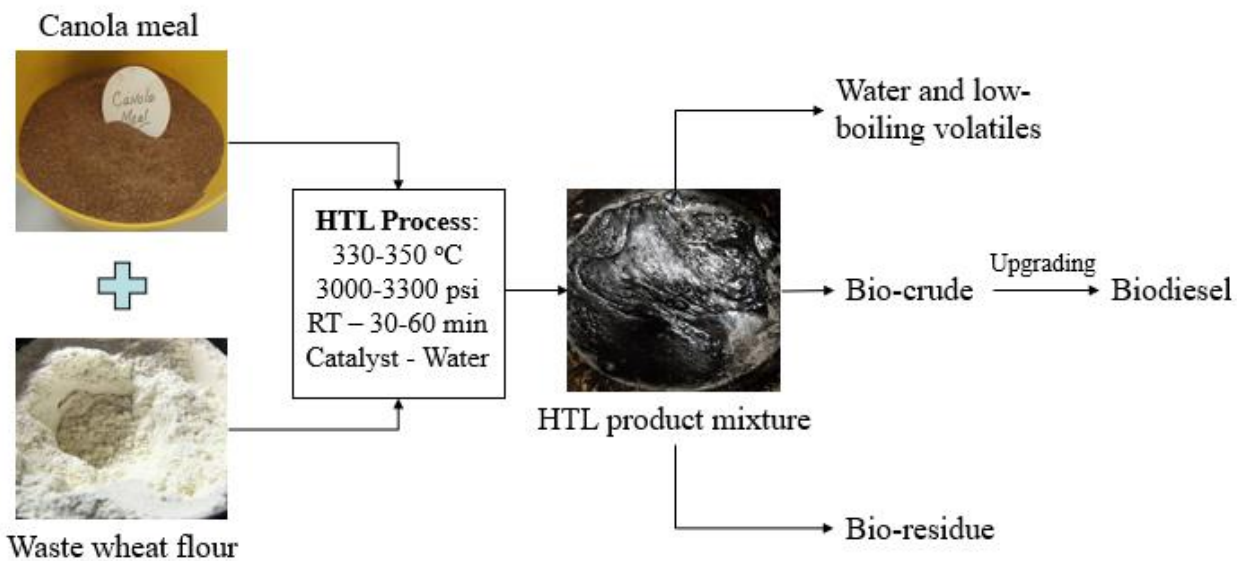 Canola meal
Canola
Meal
HTL Process:
330-350 °C
3000-3300 psi
RT – 30-60 min
Catalyst - Water
Waste wheat flour
HTL product mixture
Water and low-
boiling volatiles
Bio-crude
Upgrading
Biodiesel
Bio-residue